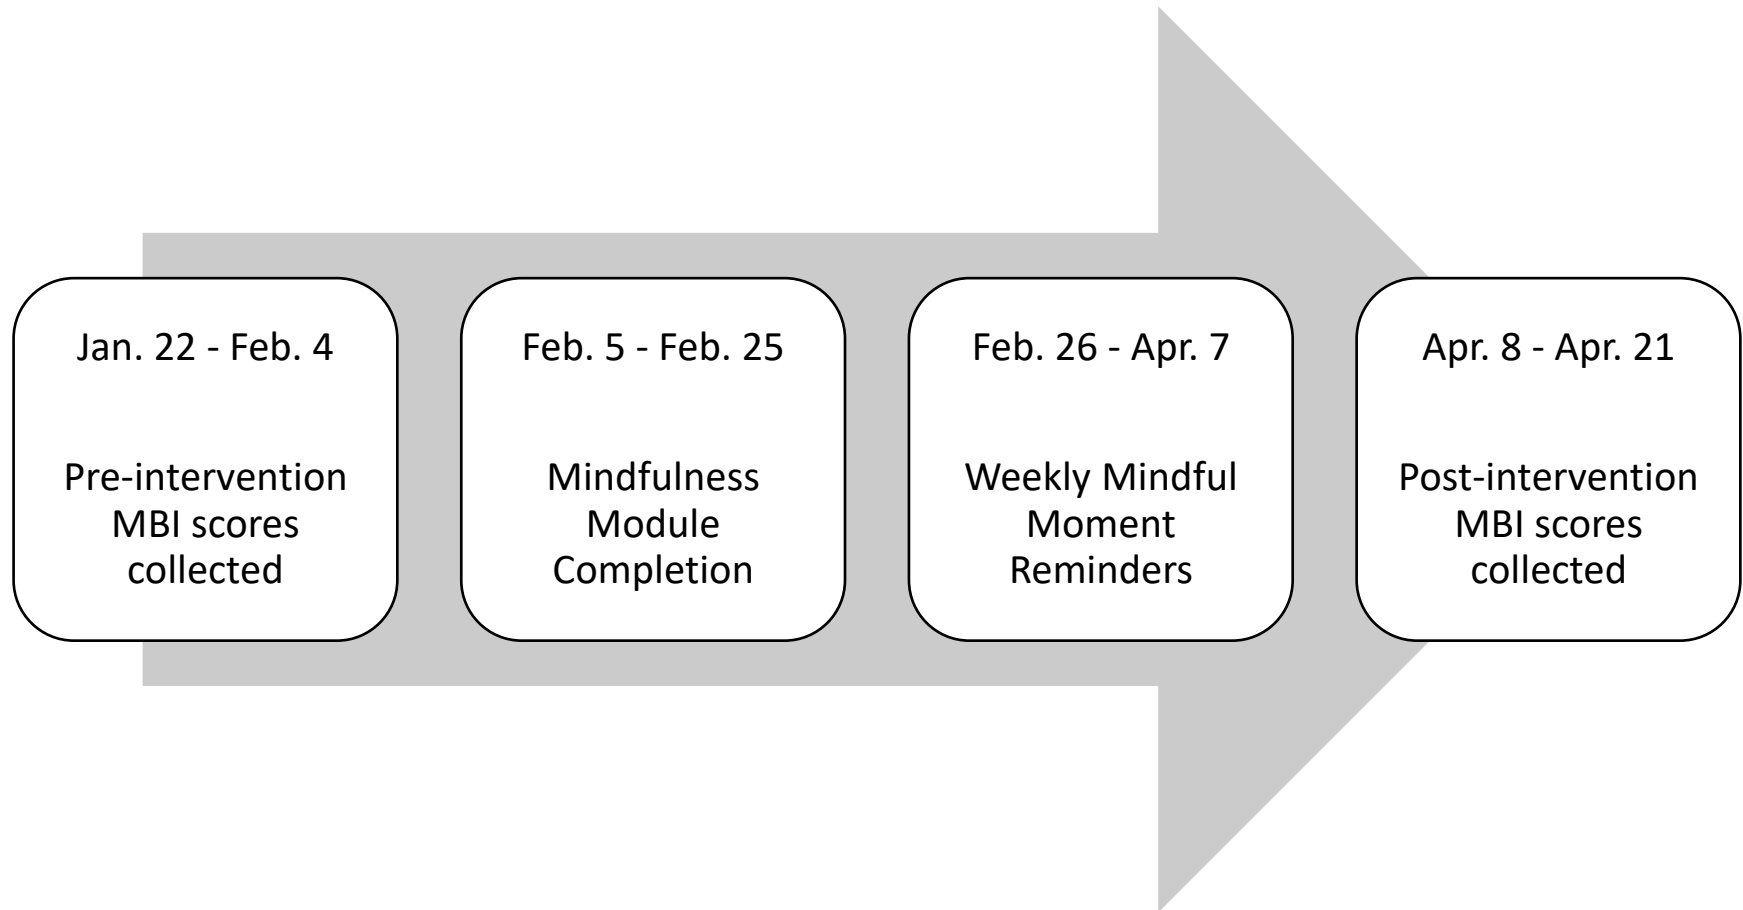 Jan. 22 - Feb. 4
Pre-intervention
MBI scores
collected
Feb. 5 - Feb. 25
Mindfulness
Module
Completion
Feb. 26 - Apr. 7
Weekly Mindful
Moment
Reminders
Apr. 8 - Apr. 21
Post-intervention
MBI scores
collected